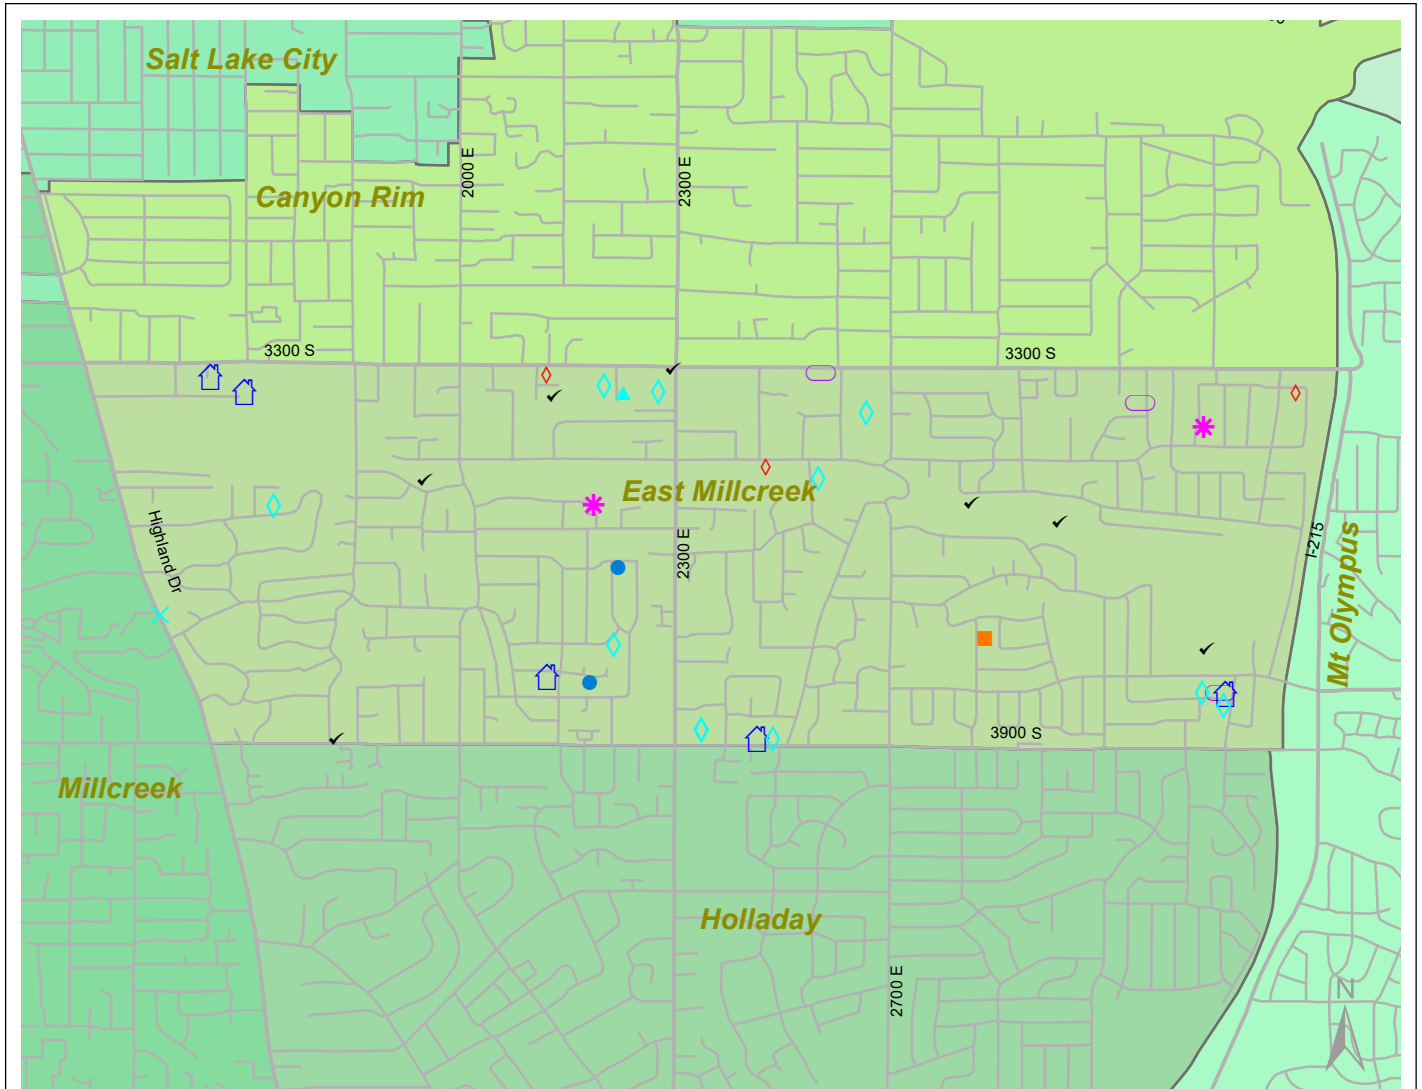 Salt Lake City
Canyon Rim
2000 E
2300 E
3300 S
3300 S
East Millcreek
Highland Dr
2300 E
I-215
Mt Olympus
3900 S
Millcreek
Holladay
2700 E
N